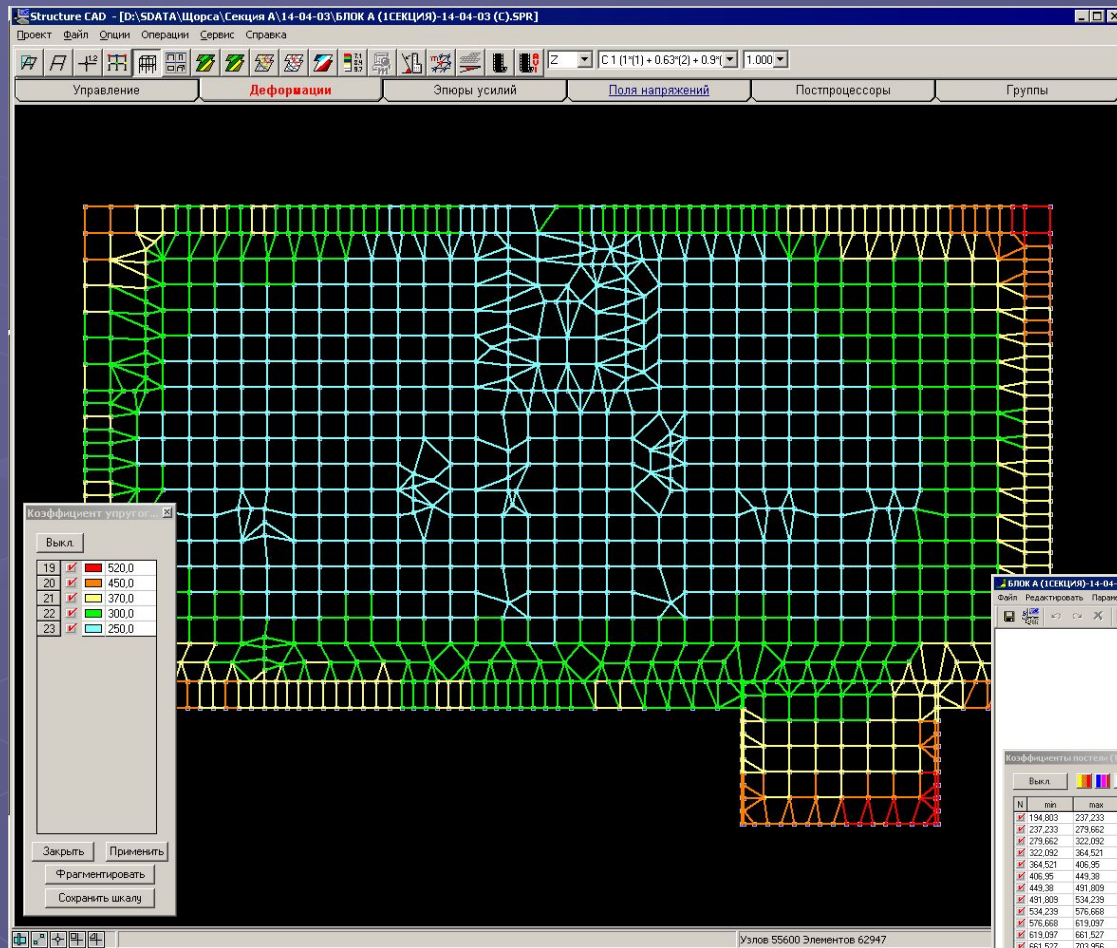 Structure CAD - [D:\SDATA\Щорса\Секция А\14-04-03\БЛОК А (1СЕКЦИЯ)-14-04-03 (С).SPR]
Проект Файл Опции Операции Сервис Справка
Z C 1 (1*(1) + 0.63*(2) + 0.9*( 1.000
Управление Деформации Эпюры усилий Поля напряжений Постпроцессоры Группы
Коэффициент упругог...
Выкл.
19 520,0
20 450,0
21 370,0
22 300,0
23 250,0
Закрыть Применить
Фрагментировать
Сохранить шкалу
БЛОК А (1СЕКЦИЯ)-14-04-
Файл Редактировать Параме
Коэффициенты постели (
Выкл.
N min max
194,803 237,233
237,233 279,662
279,662 322,092
322,092 364,521
364,521 406,95
406,95 449,38
449,38 491,809
491,809 534,239
534,239 576,668
576,668 619,097
619,097 661,527
661,527 703,956
Узлов 55600 Элементов 62947